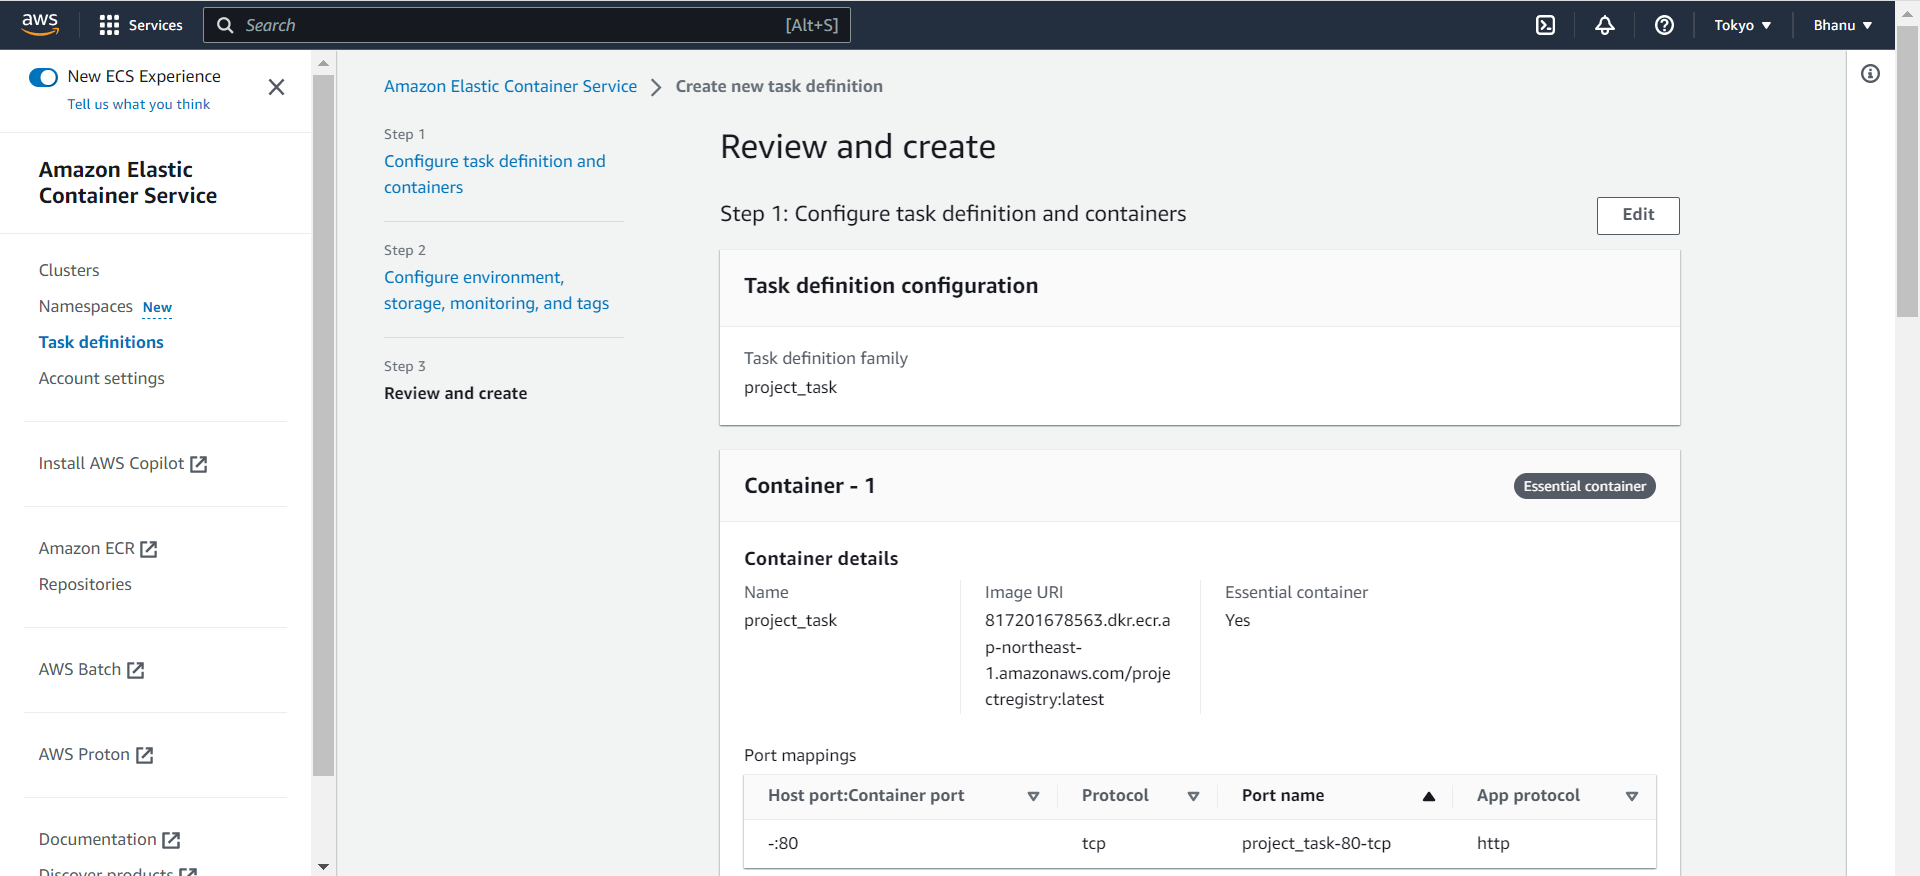 aws
Services
Search
[Alt+S]
Tokyo
Bhanu
New ECS Experience
Tell us what you think
Amazon Elastic
Container Service
Clusters
Namespaces New
Task definitions
Account settings
Install AWS Copilot
Amazon ECR
Repositories
AWS Batch
AWS Proton
Documentation
Discover products
Amazon Elastic Container Service
Create new task definition
Step 1
Configure task definition and
containers
Step 2
Configure environment,
storage, monitoring, and tags
Step 3
Review and create
Review and create
Step 1: Configure task definition and containers
Edit
Task definition configuration
Task definition family
project_task
Container - 1
Essential container
Container details
Name
project_task
Image URI
817201678563.dkr.ecr.a
p-northeast-
1.amazonaws.com/proje
ctregistry:latest
Essential container
Yes
Port mappings
Host port:Container port
Protocol
Port name
App protocol
-:80
tcp
project_task-80-tcp
http